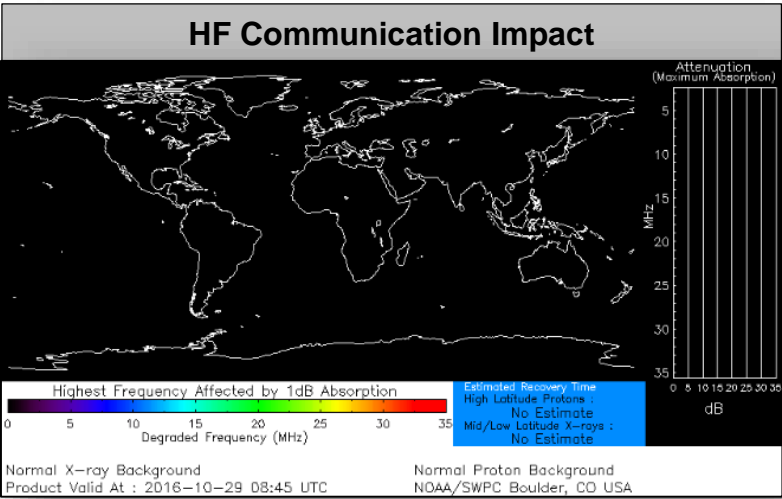 HF Communication Impact
Attenuation
(Maximum Absorption)
5
10
15
20
25
30
35
MHz
0 5 10 15 20 25 30 35
dB
Highest Frequency Affected by 1dB Absorption
0 5 10 15 20 25 30 35
Degraded Frequency (MHz)
Estimated Recovery Time
High Latitude Protons :
No Estimate
Mid/Low Latitude X-rays :
No Estimate
Normal X-ray Background
Product Valid At : 2016-10-29 08:45 UTC
Normal Proton Background
NOAA/SWPC Boulder, CO USA